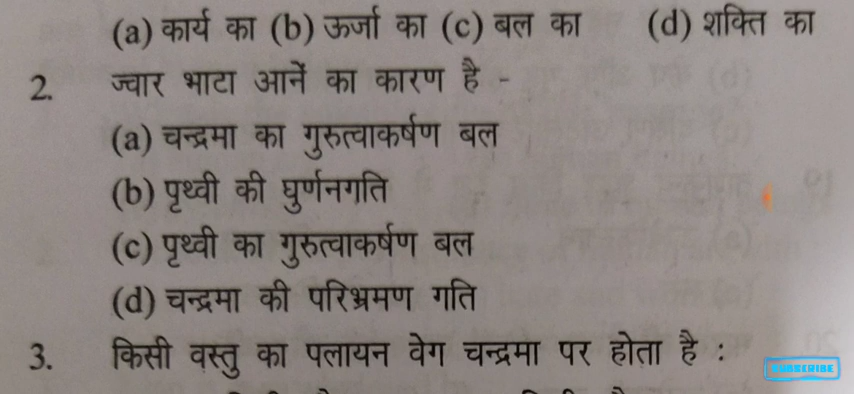 (a) कार्य का (b) ऊर्जा का (c) बल का (d) शक्ति का
2. ज्वार भाटा आनें का कारण है -
(a) चन्द्रमा का गुरुत्वाकर्षण बल
(b) पृथ्वी की घुर्णनगति
(c) पृथ्वी का गुरुत्वाकर्षण बल
(d) चन्द्रमा की परिभ्रमण गति
3. किसी वस्तु का पलायन वेग चन्द्रमा पर होता है :
SUBSCRIBE